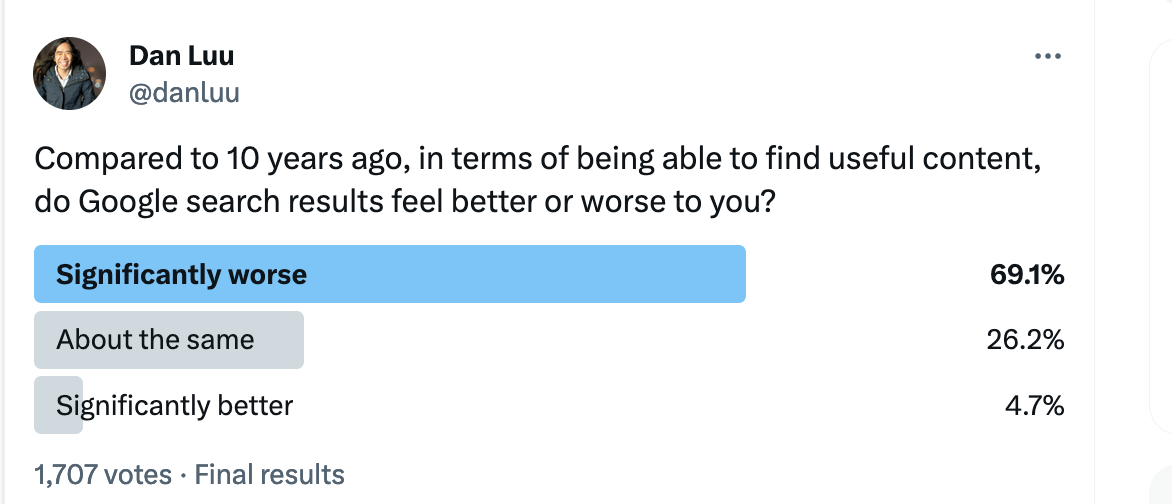 Dan Luu
@danluu
Compared to 10 years ago, in terms of being able to find useful content,
do Google search results feel better or worse to you?
Significantly worse 69.1%
About the same 26.2%
Significantly better 4.7%
1,707 votes · Final results